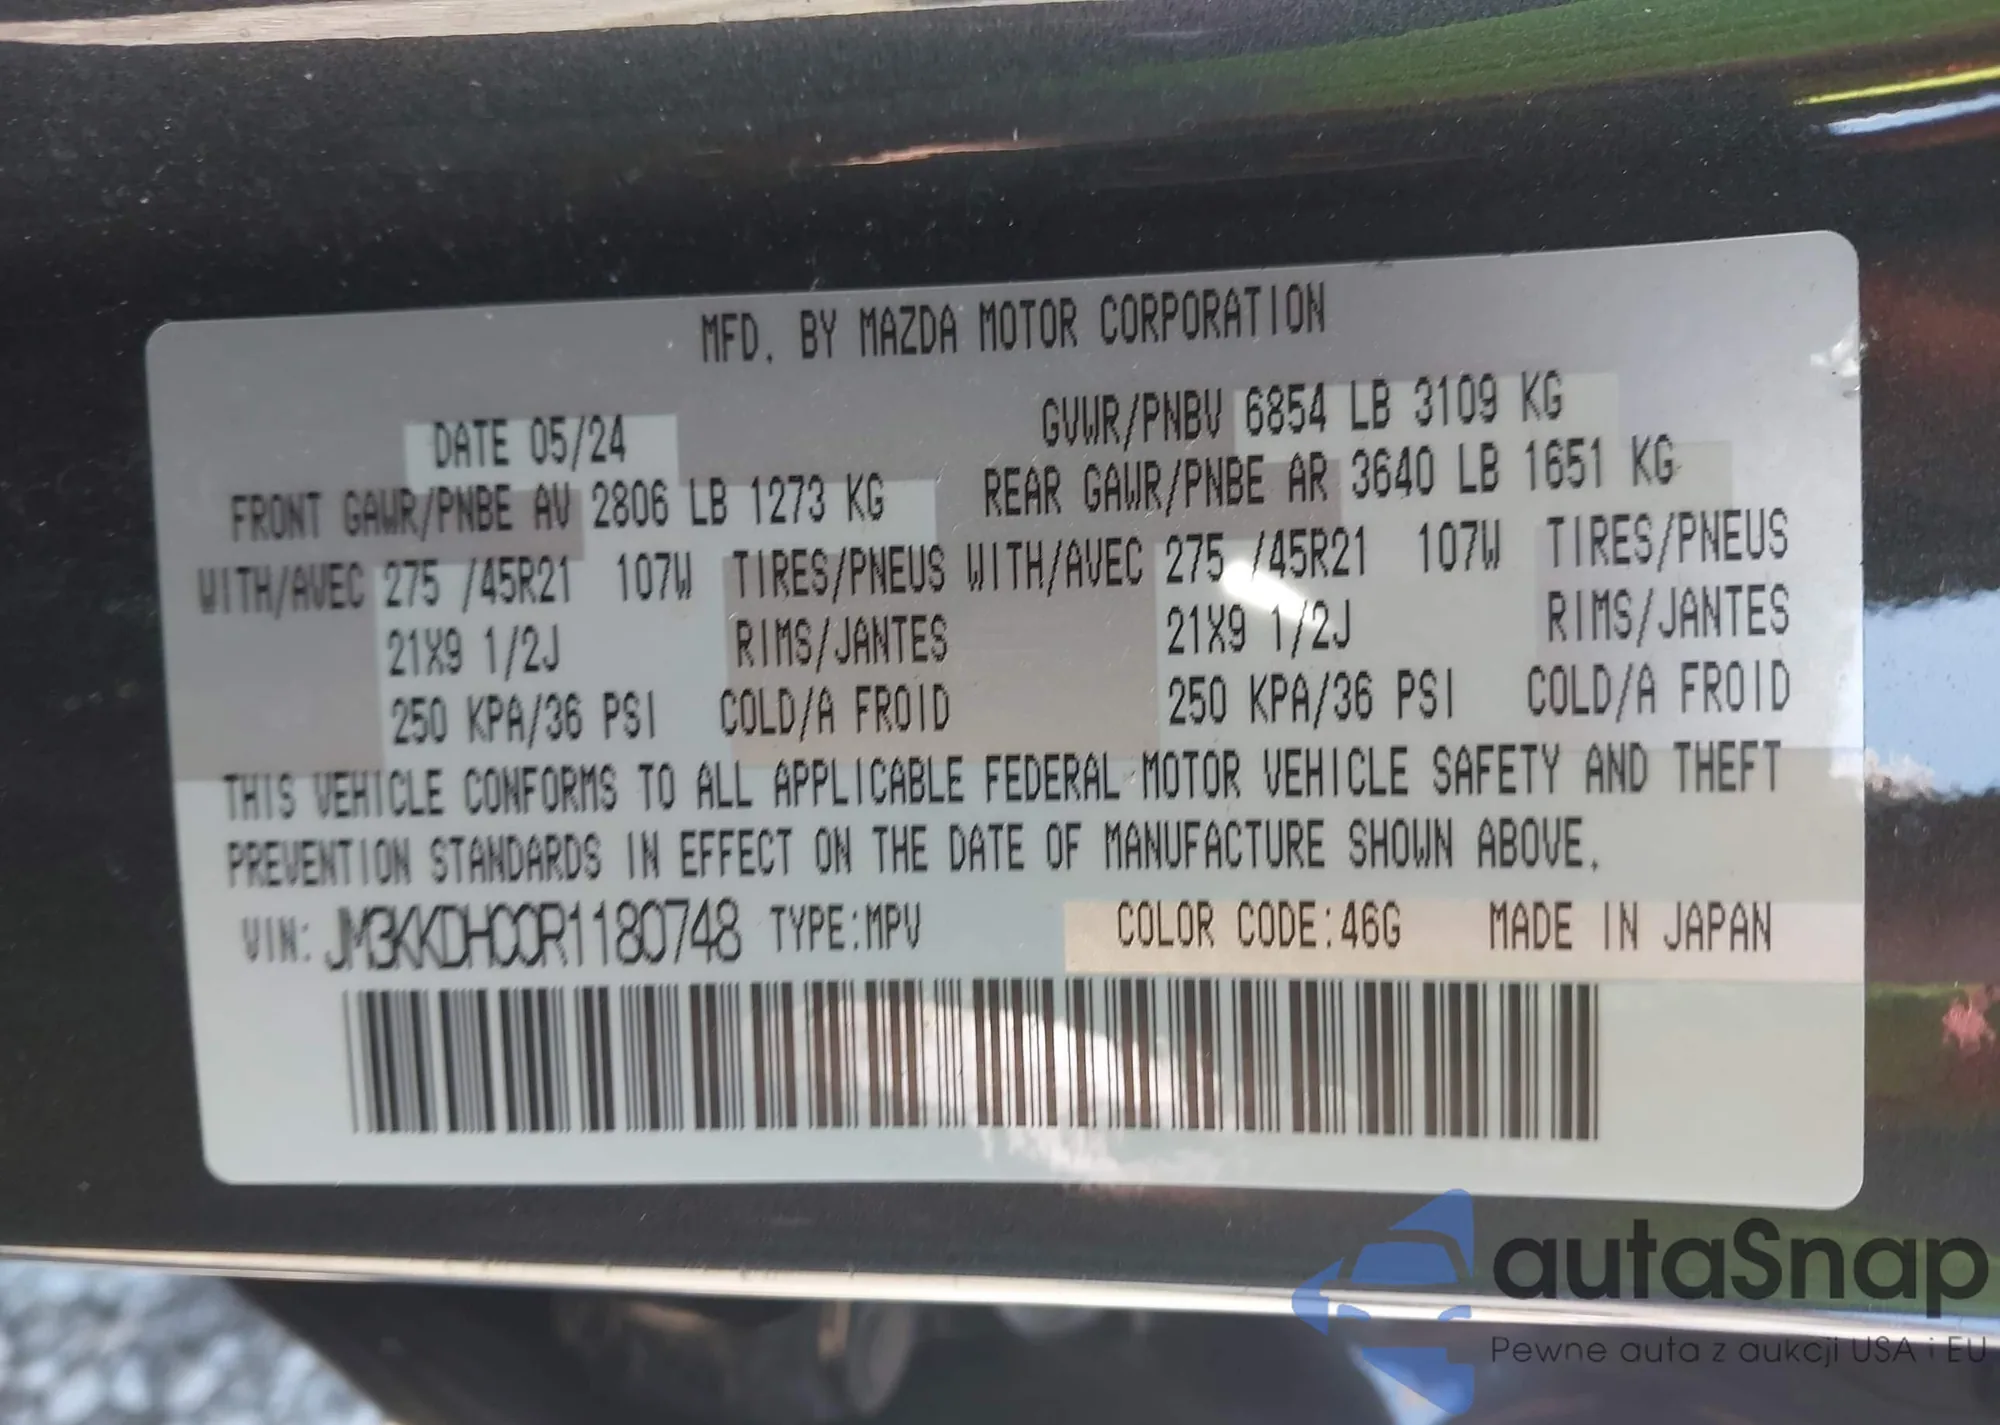 MFD. BY MAZDA MOTOR CORPORATION
DATE 05/24 GVWR/PNBV 6854 LB 3109 KG
FRONT GAWR/PNBE AV 2806 LB 1273 KG REAR GAWR/PNBE AR 3640 LB 1651 KG
WITH/AVEC 275 /45R21 107W TIRES/PNEUS WITH/AVEC 275 /45R21 107W TIRES/PNEUS
21X9 1/2J RIMS/JANTES 21X9 1/2J RIMS/JANTES
250 KPA/36 PSI COLD/A FROID 250 KPA/36 PSI COLD/A FROID
THIS VEHICLE CONFORMS TO ALL APPLICABLE FEDERAL MOTOR VEHICLE SAFETY AND THEFT
PREVENTION STANDARDS IN EFFECT ON THE DATE OF MANUFACTURE SHOWN ABOVE.
VIN: JM3KKDHC0R1180748 TYPE:MPV COLOR CODE:46G MADE IN JAPAN
autaSnap
Pewne auta z aukcji USA i EU